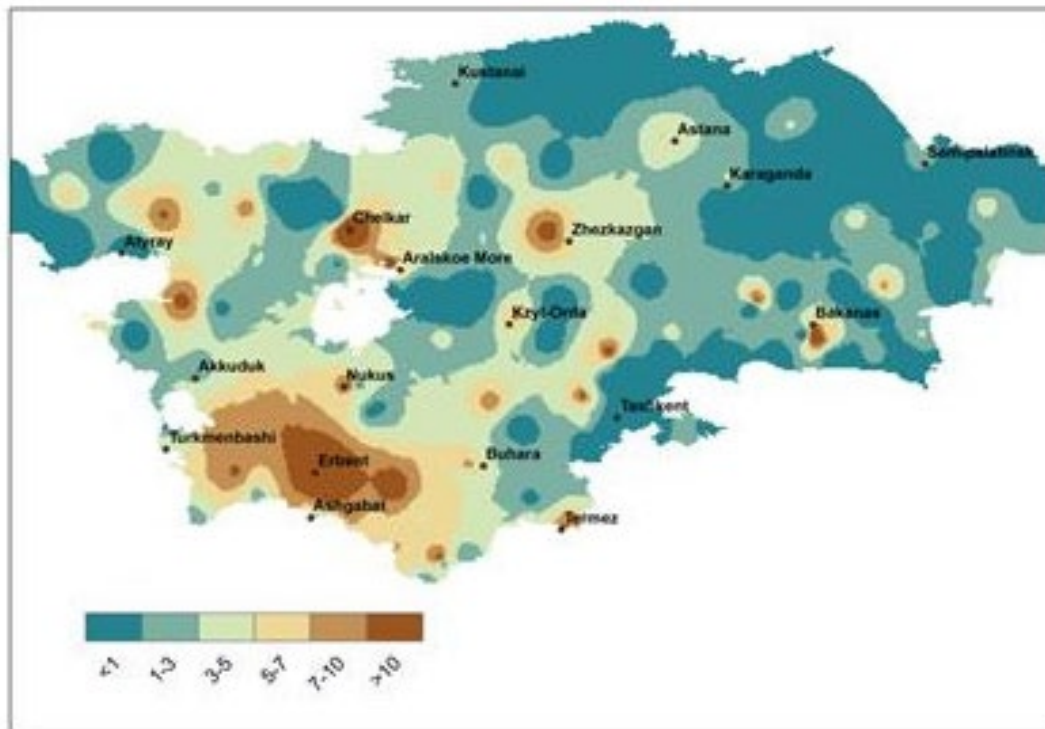 Kustanai
Astana
Semipalatinsk
Karaganda
Chelkar
Zhezkazgan
Atyray
Aralskoe More
Kzyl-Orda
Bakanas
Akkuduk
Nukus
Tashkent
Turkmenbashi
Buhara
Erbent
Ashgabat
Termez
<1
1-3
3-5
5-7
7-10
>10